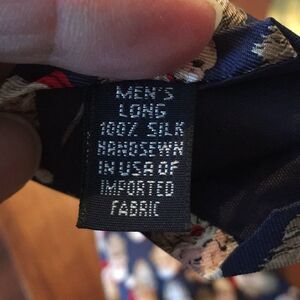 MEN'S
LONG
100% SILK
HANDSEWN
IN USA OF
IMPORTED
FABRIC